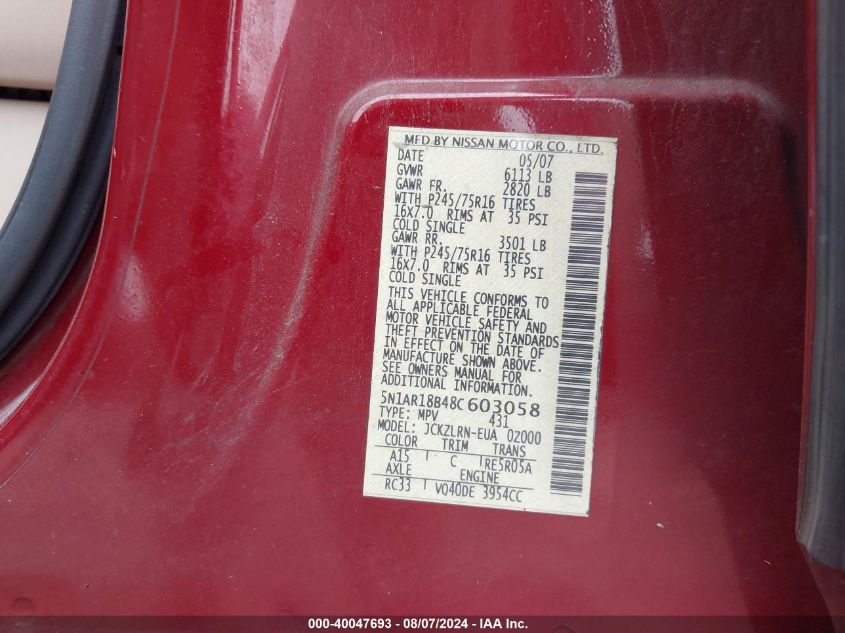 MFD BY NISSAN MOTOR CO., LTD.
DATE 05/07
GVWR 6113 LB
GAWR FR. 2820 LB
WITH P245/75R16 TIRES
16X7.0 RIMS AT 35 PSI
COLD SINGLE
GAWR RR. 3501 LB
WITH P245/75R16 TIRES
16X7.0 RIMS AT 35 PSI
COLD SINGLE
THIS VEHICLE CONFORMS TO
ALL APPLICABLE FEDERAL
MOTOR VEHICLE SAFETY AND
THEFT PREVENTION STANDARDS
IN EFFECT ON THE DATE OF
MANUFACTURE SHOWN ABOVE.
SEE OWNERS MANUAL FOR
ADDITIONAL INFORMATION.
5N1AR18B48C603058
TYPE: MPV 431
MODEL: JCKZLRN-EUA 0Z000
COLOR TRIM TRANS
A15 C RE5R05A
AXLE ENGINE
RC33 VQ40DE 3954CC
000-40047693 - 08/07/2024 - IAA Inc.